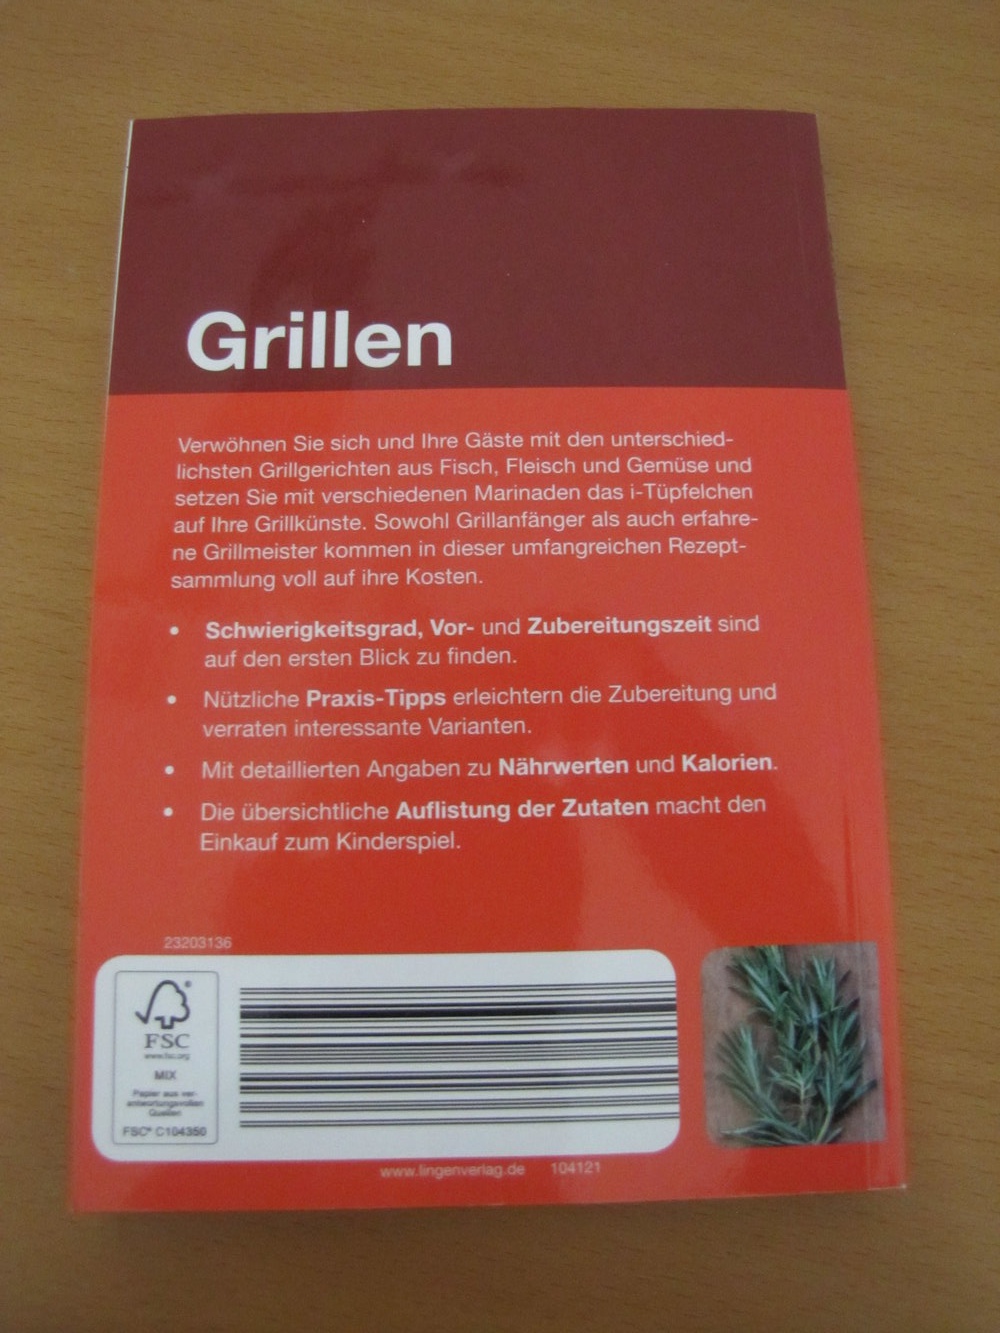 Grillen
Verwöhnen Sie sich und Ihre Gäste mit den unterschied-
lichsten Grillgerichten aus Fisch, Fleisch und Gemüse und
setzen Sie mit verschiedenen Marinaden das i-Tüpfelchen
auf Ihre Grillkünste. Sowohl Grillanfänger als auch erfahre-
ne Grillmeister kommen in dieser umfangreichen Rezept-
sammlung voll auf ihre Kosten.
• Schwierigkeitsgrad, Vor- und Zubereitungszeit sind
auf den ersten Blick zu finden.
• Nützliche Praxis-Tipps erleichtern die Zubereitung und
verraten interessante Varianten.
• Mit detaillierten Angaben zu Nährwerten und Kalorien.
• Die übersichtliche Auflistung der Zutaten macht den
Einkauf zum Kinderspiel.
23203136
®
FSC
www.fsc.org
MIX
Papier aus ver-
antwortungsvollen
Quellen
FSC® C104350
www.lingenverlag.de 104121